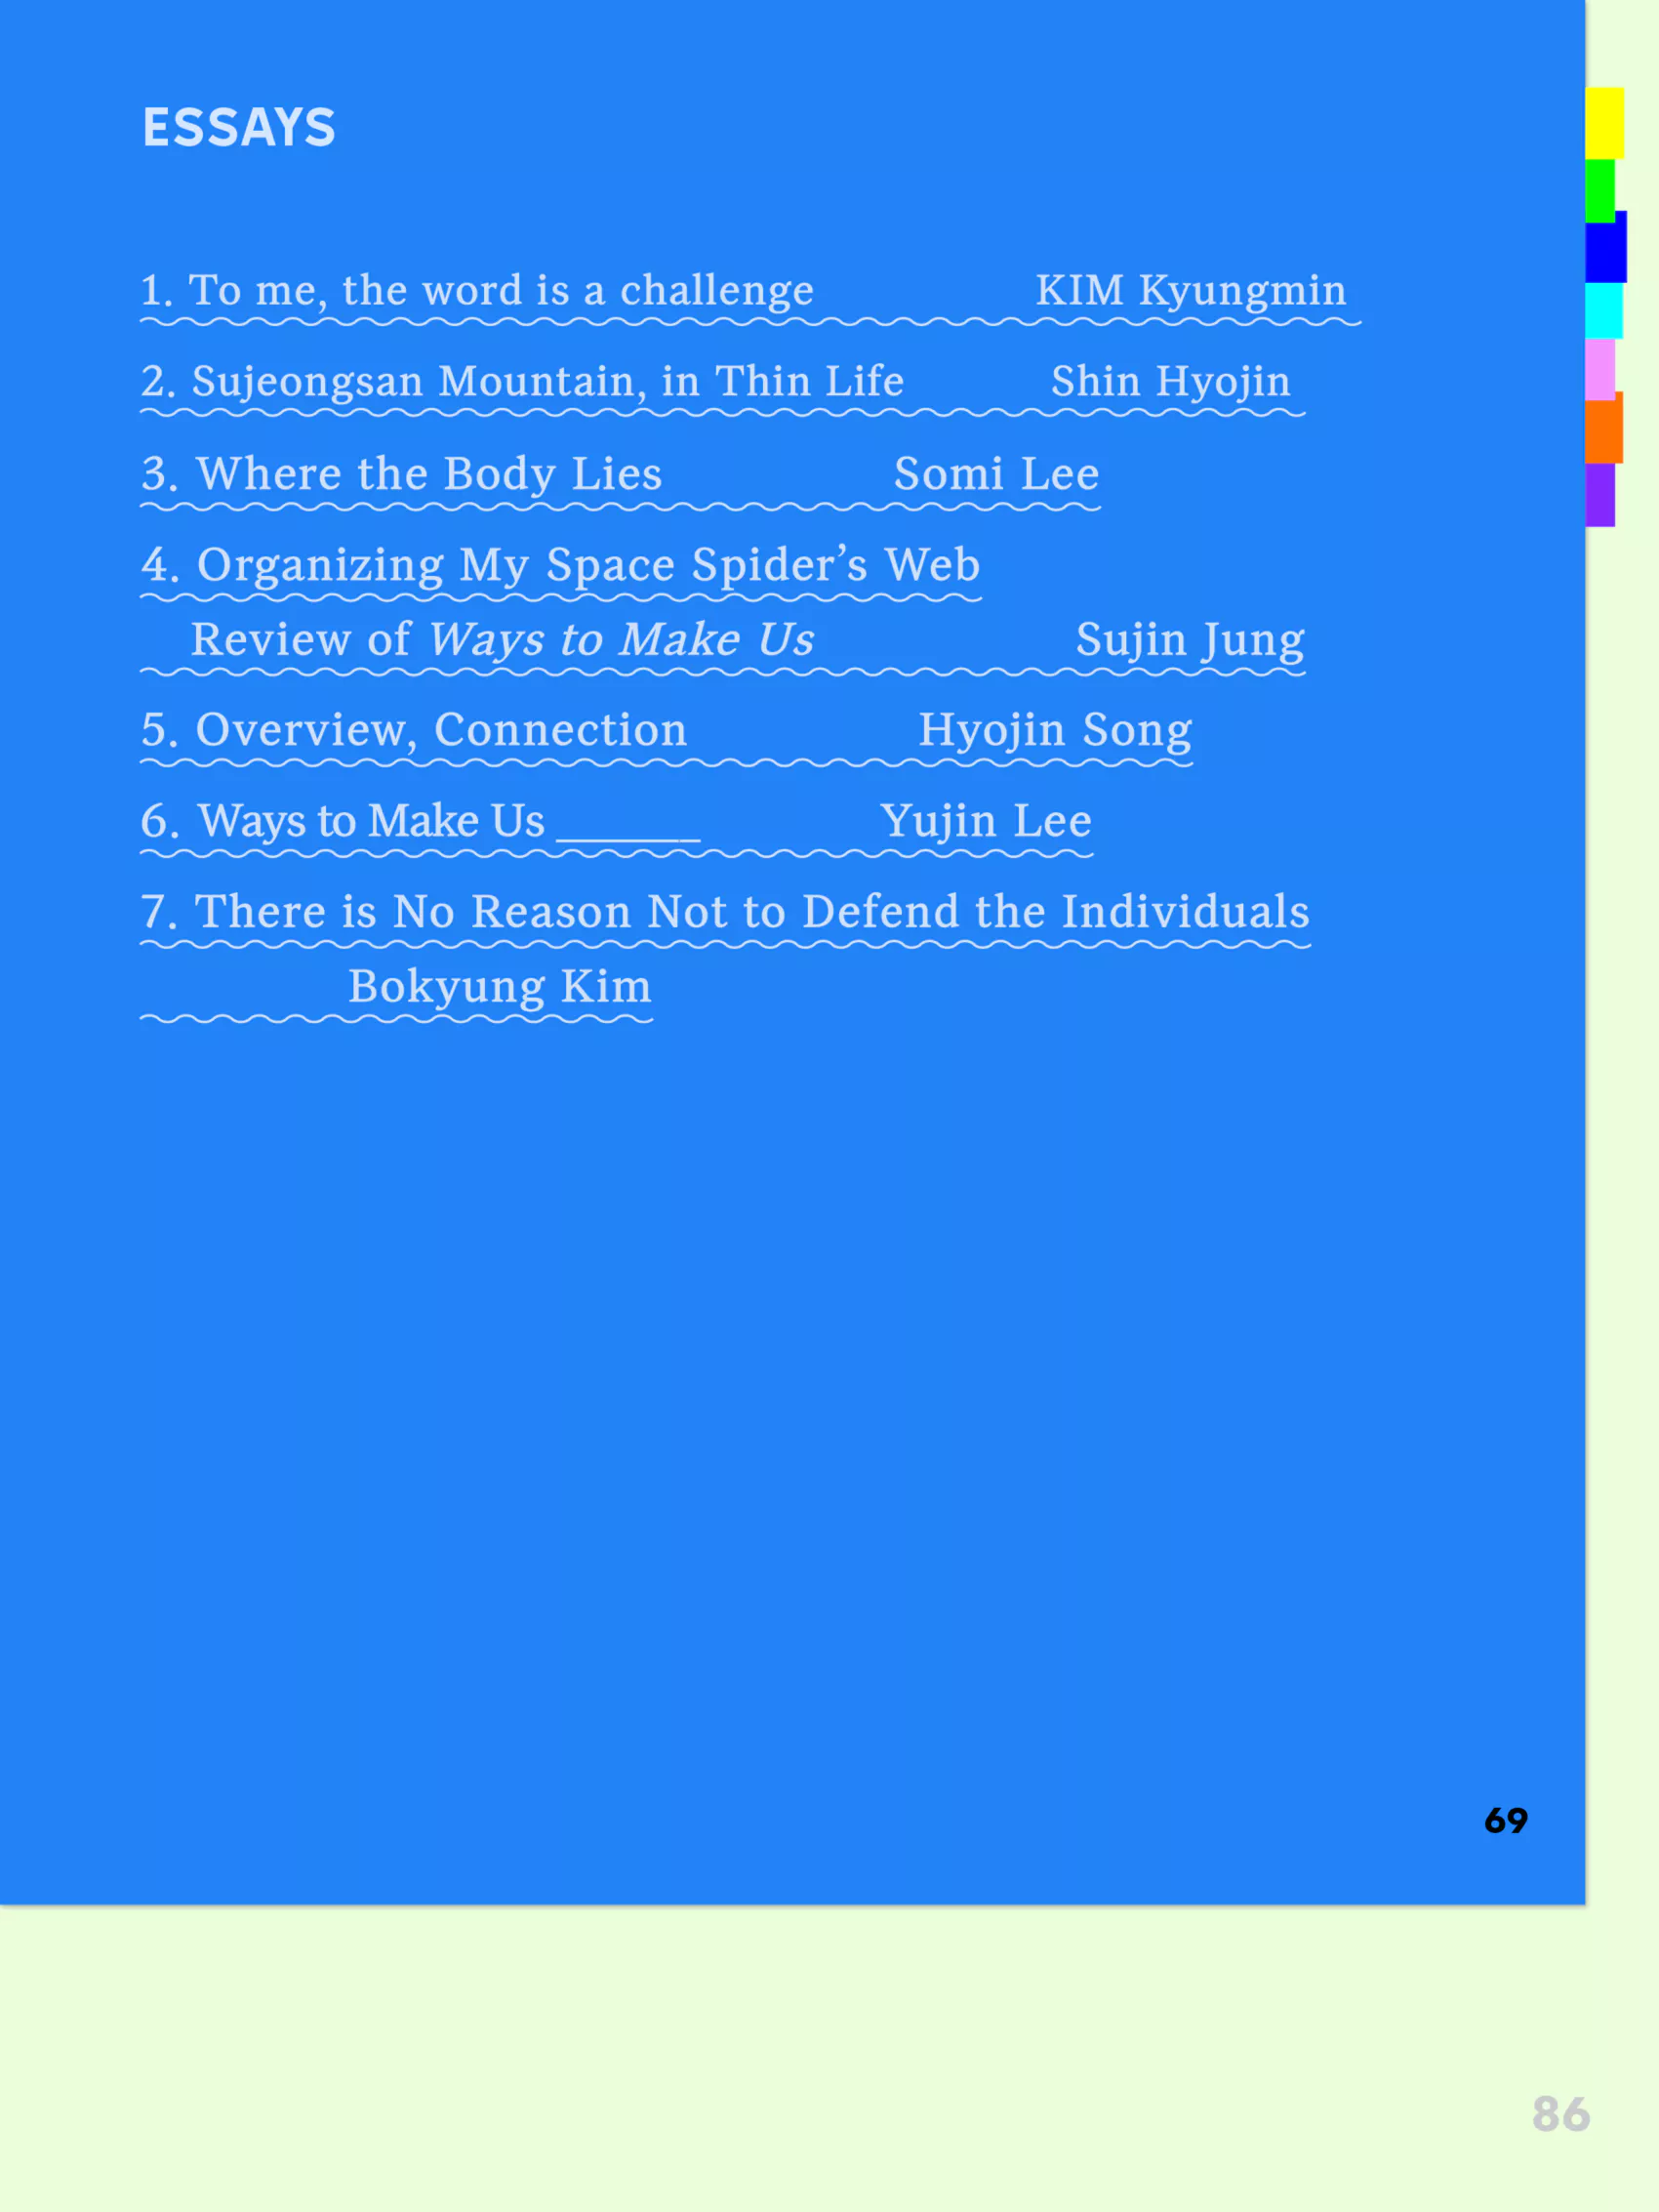 ESSAYS
1. To me, the word is a challenge KIM Kyungmin
2. Sujeongsan Mountain, in Thin Life Shin Hyojin
3. Where the Body Lies Somi Lee
4. Organizing My Space Spider’s Web
Review of Ways to Make Us Sujin Jung
5. Overview, Connection Hyojin Song
6. Ways to Make Us ______ Yujin Lee
7. There is No Reason Not to Defend the Individuals
Bokyung Kim
69
86